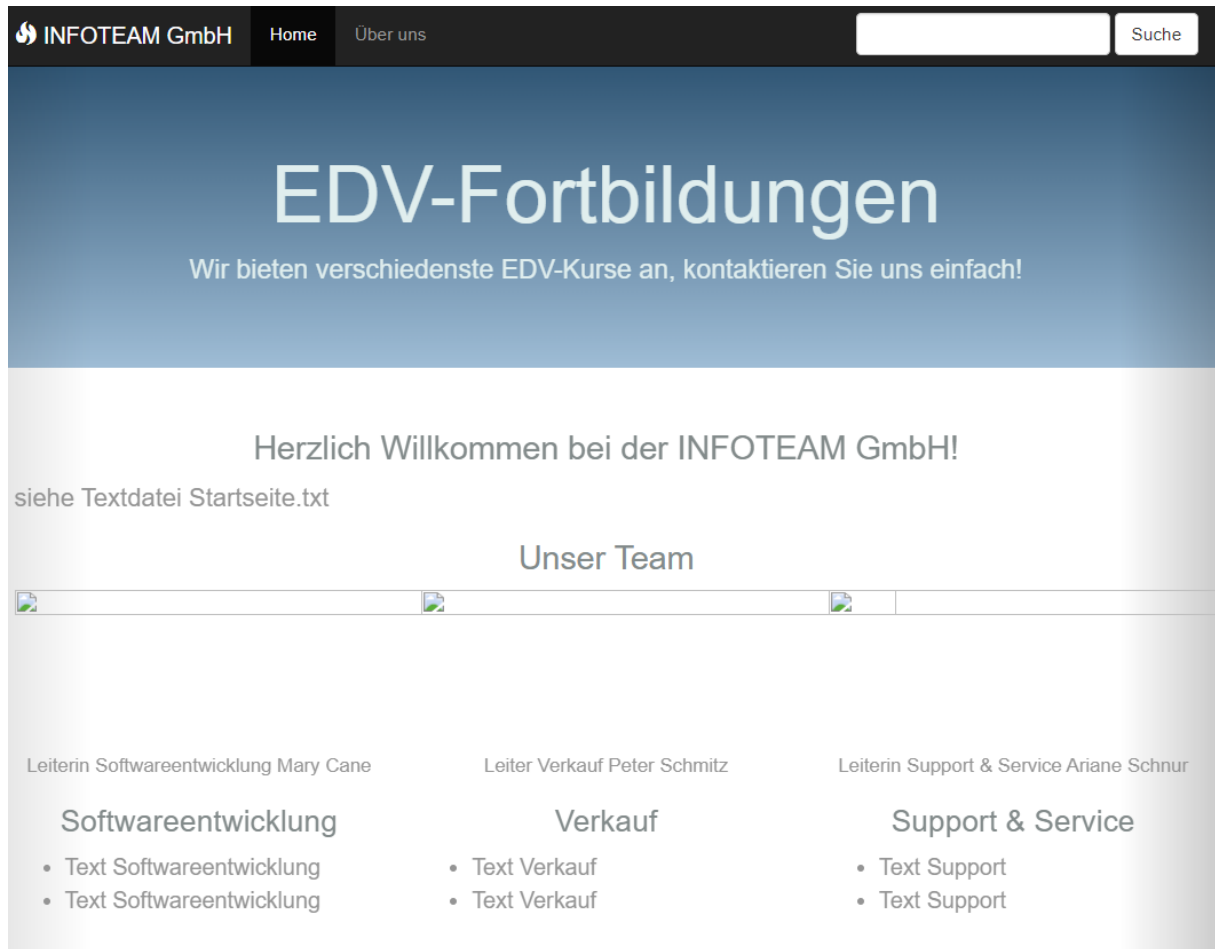 INFOTEAM GmbH Home Über uns Suche
EDV-Fortbildungen
Wir bieten verschiedenste EDV-Kurse an, kontaktieren Sie uns einfach!
Herzlich Willkommen bei der INFOTEAM GmbH!
siehe Textdatei Startseite.txt
Unser Team
Leiterin Softwareentwicklung Mary Cane
Leiter Verkauf Peter Schmitz
Leiterin Support & Service Ariane Schnur
Softwareentwicklung
• Text Softwareentwicklung
• Text Softwareentwicklung
Verkauf
• Text Verkauf
• Text Verkauf
Support & Service
• Text Support
• Text Support